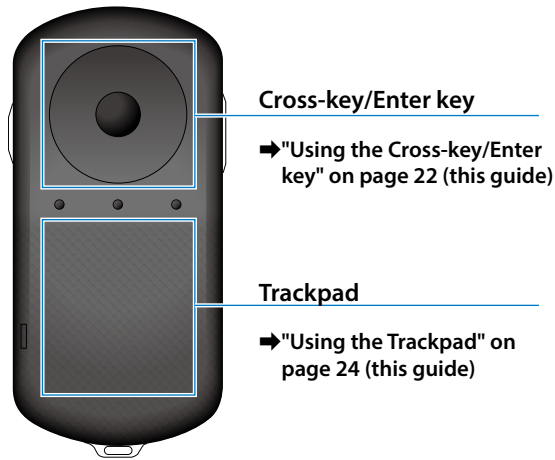 Cross-key/Enter key
➡"Using the Cross-key/Enter
key" on page 22 (this guide)
Trackpad
➡"Using the Trackpad" on
page 24 (this guide)